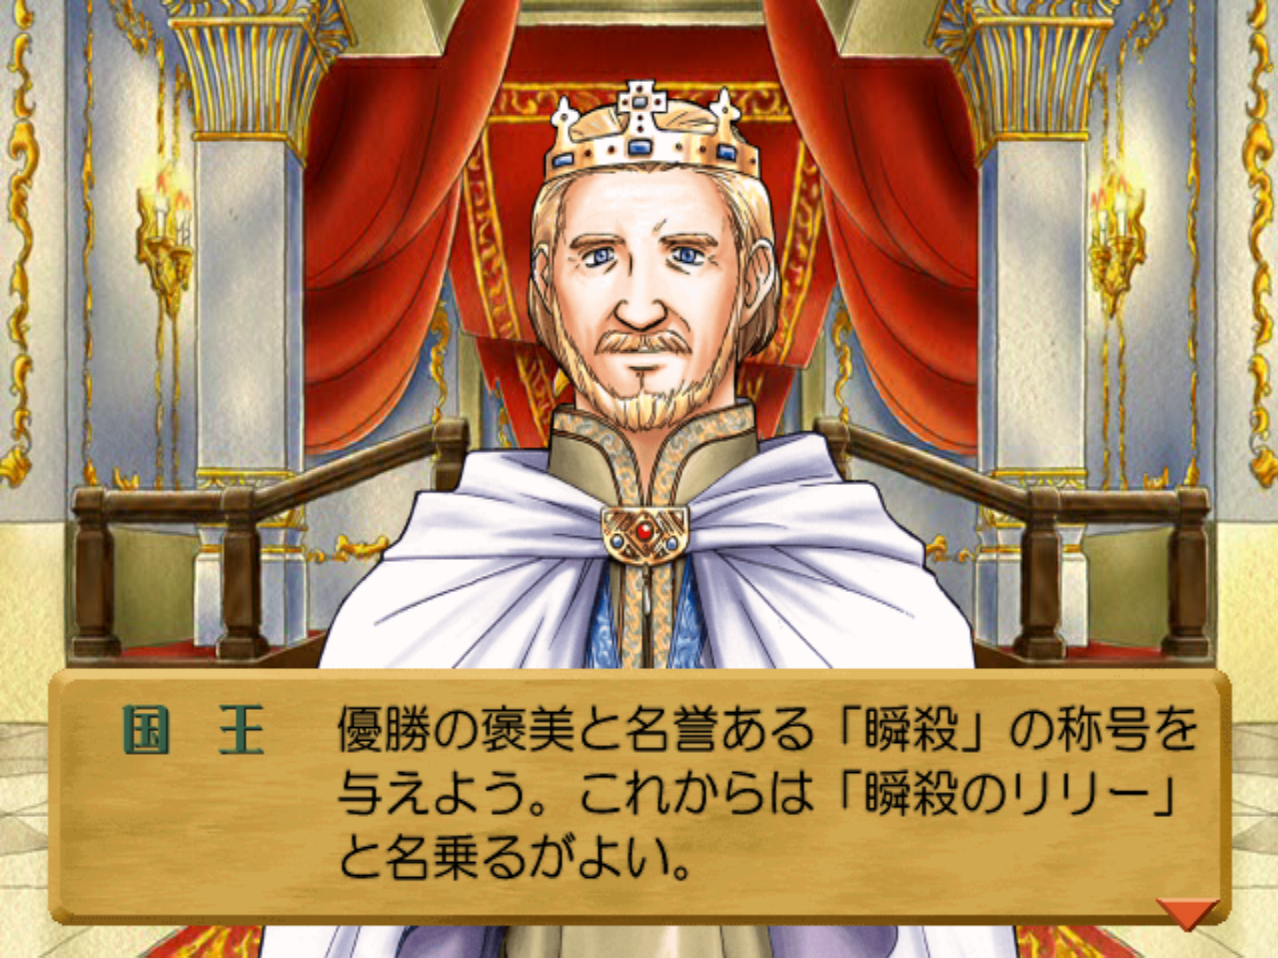 国王 優勝の褒美と名誉ある「瞬殺」の称号を
与えよう。これからは「瞬殺のリリー」
と名乗るがよい。